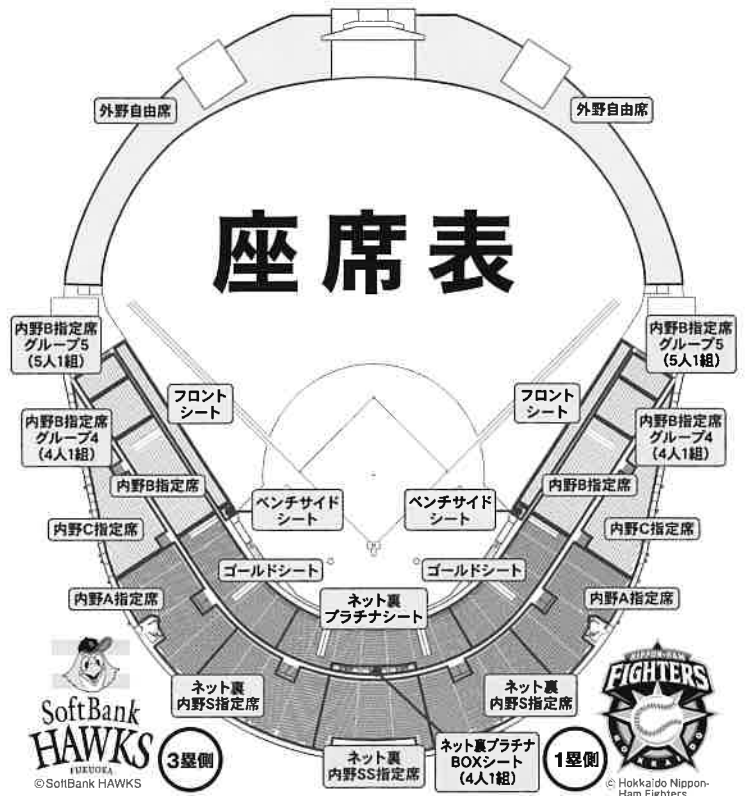 外野自由席
外野自由席
座席表
内野B指定席
グループ5
(5人1組)
内野B指定席
グループ5
(5人1組)
フロント
シート
フロント
シート
内野B指定席
グループ4
(4人1組)
内野B指定席
グループ4
(4人1組)
内野B指定席
内野B指定席
ベンチサイド
シート
ベンチサイド
シート
内野C指定席
内野C指定席
ゴールドシート
ゴールドシート
内野A指定席
ネット裏
プラチナシート
内野A指定席
ネット裏
内野S指定席
ネット裏
内野S指定席
NIPPON-HAM
FIGHTERS
HOKKAIDO
SoftBank
HAWKS
FUKUOKA
3塁側
ネット裏
内野SS指定席
ネット裏プラチナ
BOXシート
(4人1組)
1塁側
©SoftBank HAWKS
© Hokkaido Nippon-
Ham Fighters